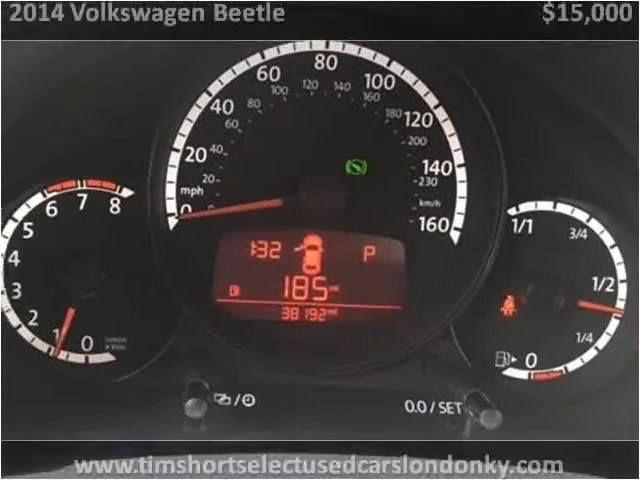 2014 Volkswagen Beetle $15,000
80
60 100
100 120 140
40 80 160 120
60 180
20 40 200 140
mph 20 230
0 km/h 160
6 7 8
5
4
3
2
1 0
1:32 P
185 mi
38192 mi
1/1 3/4
1/2
1/4
0
0.0 / SET
www.timshortselectusedcarslondonky.com